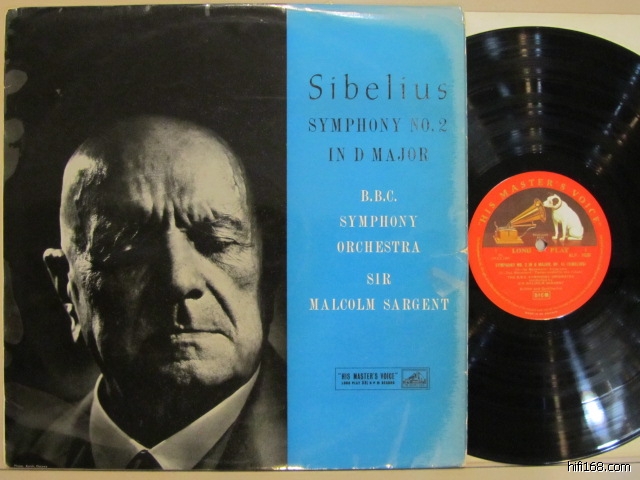 Sibelius
SYMPHONY NO. 2
IN D MAJOR
B.B.C.
SYMPHONY
ORCHESTRA
SIR
MALCOLM SARGENT
"HIS MASTER'S VOICE"
"HIS MASTER'S VOICE"
LONG PLAY
hifi168.com